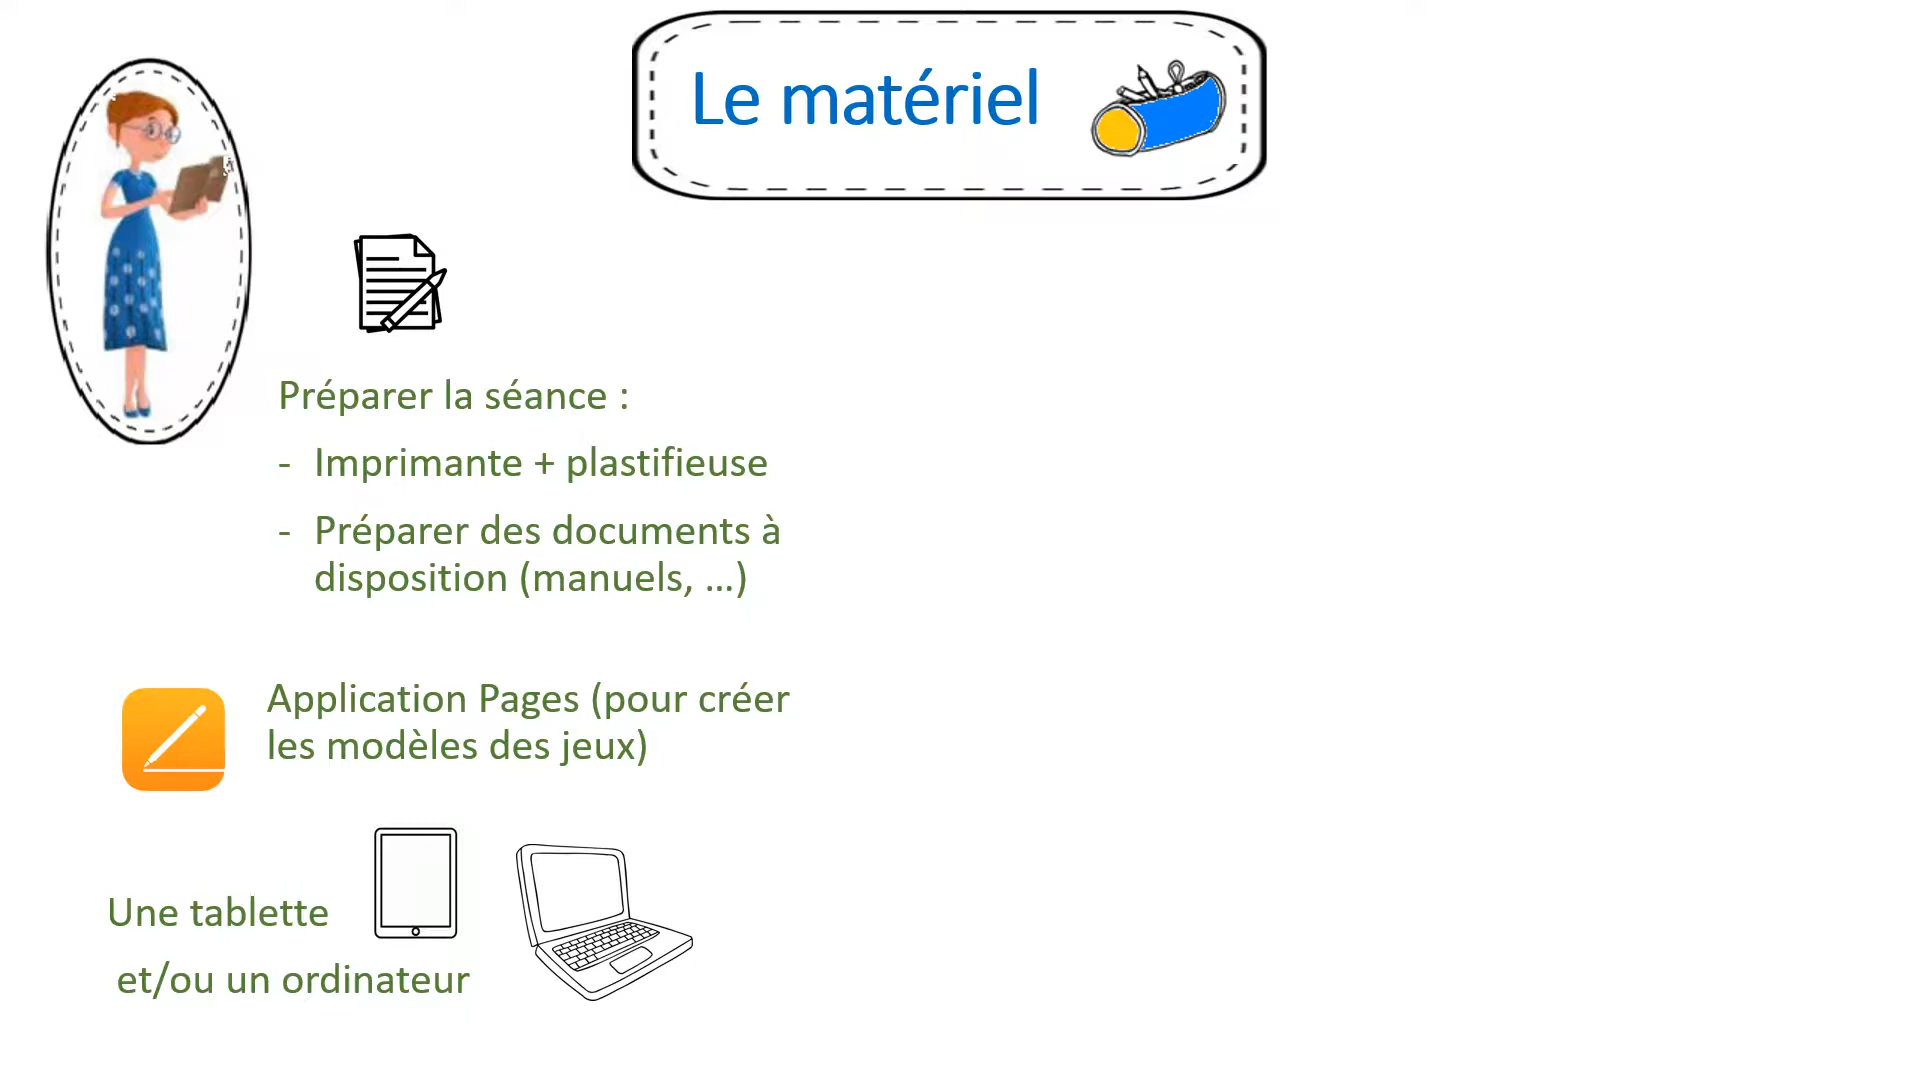 Le matériel
Préparer la séance :
- Imprimante + plastifieuse
- Préparer des documents à
disposition (manuels, …)
Application Pages (pour créer
les modèles des jeux)
Une tablette
et/ou un ordinateur